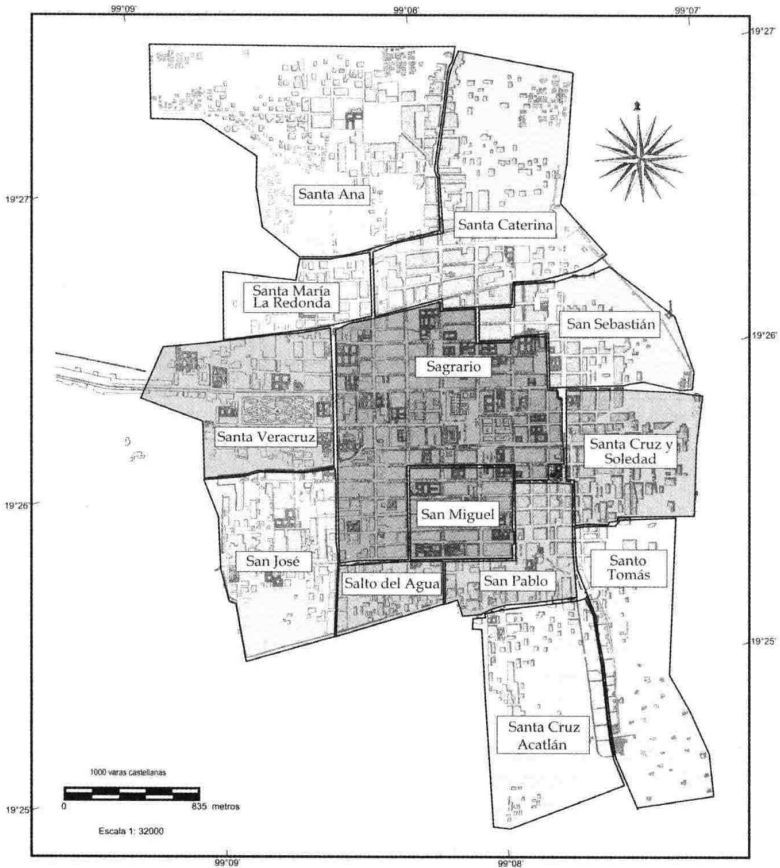 99°09'
99°08'
99°07'
19°27'
19°27'
Santa Ana
Santa Caterina
Santa María
La Redonda
San Sebastián
19°26'
Sagrario
Santa Veracruz
Santa Cruz y
Soledad
19°26'
San Miguel
San José
Santo
Tomás
Salto del Agua
San Pablo
19°25'
Santa Cruz
Acatlán
1000 varas castellanas
0
835 metros
19°25'
Escala 1: 32000
99°09'
99°08'